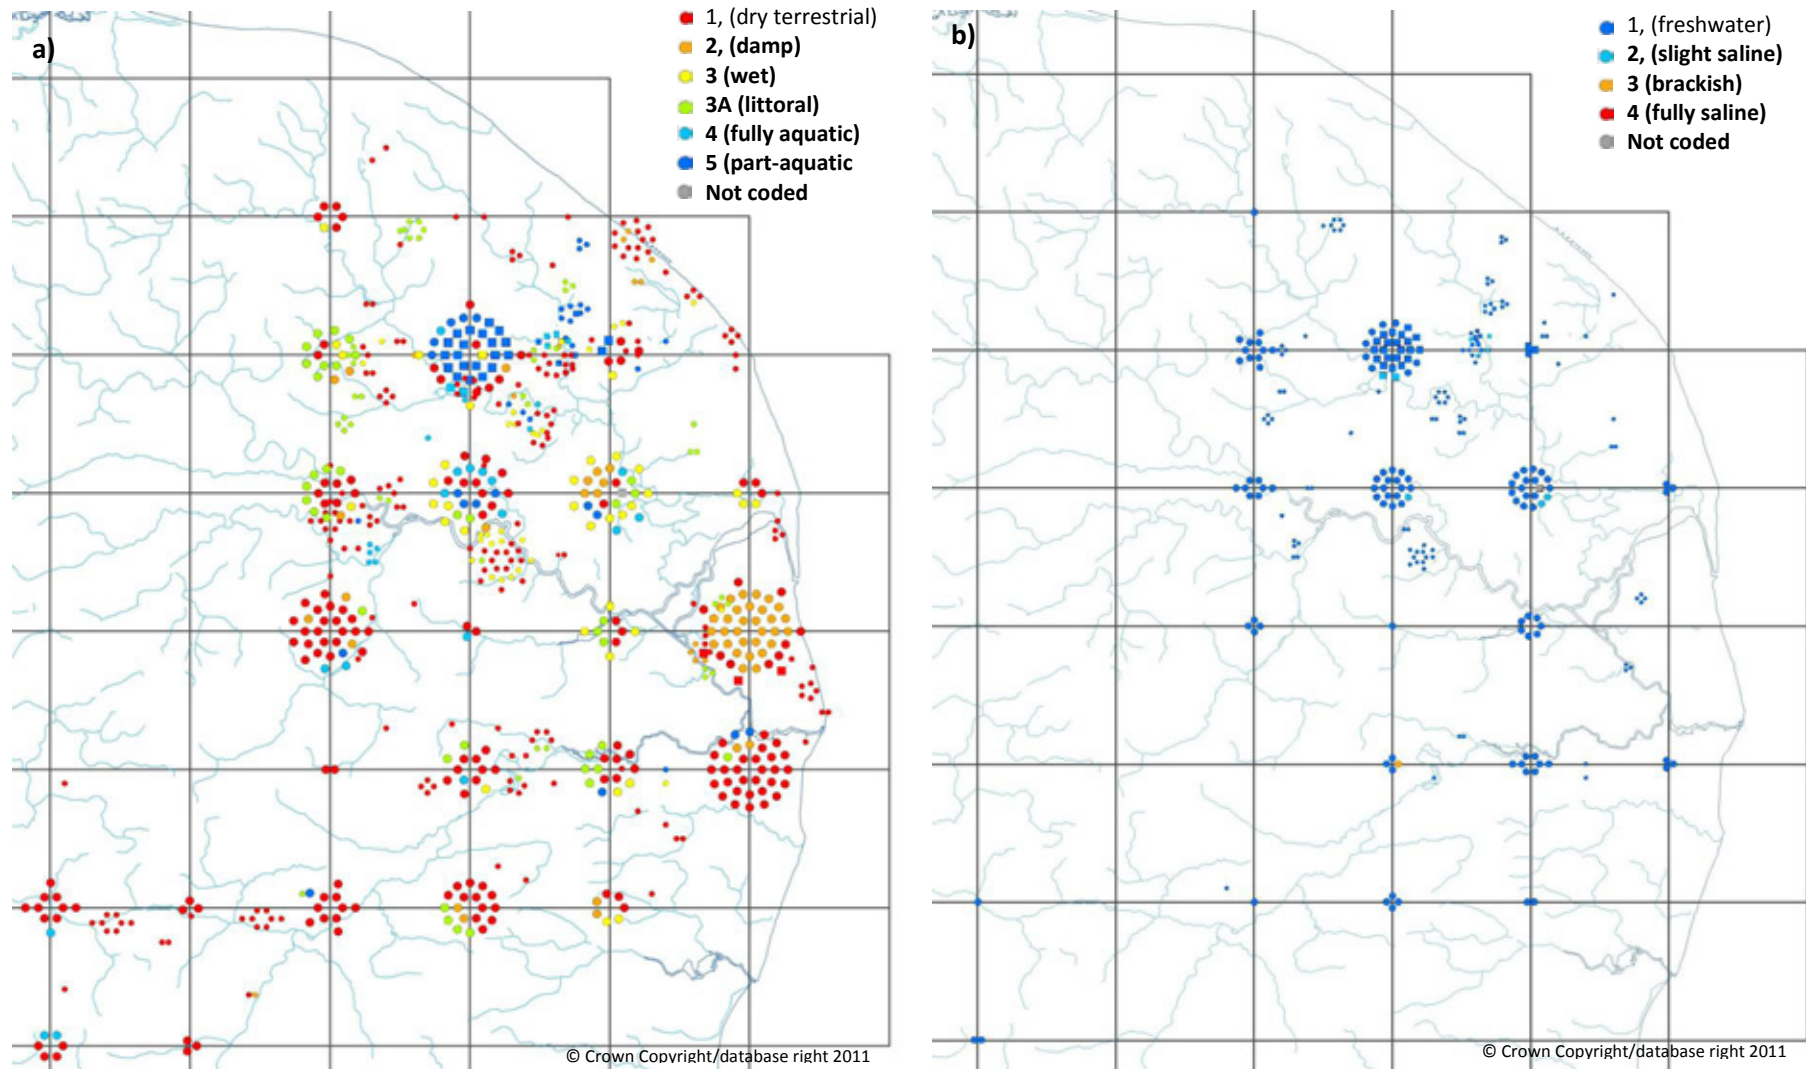 a)
1, (dry terrestrial)
2, (damp)
3 (wet)
3A (littoral)
4 (fully aquatic)
5 (part-aquatic
Not coded
© Crown Copyright/database right 2011
b)
1, (freshwater)
2, (slight saline)
3 (brackish)
4 (fully saline)
Not coded
© Crown Copyright/database right 2011